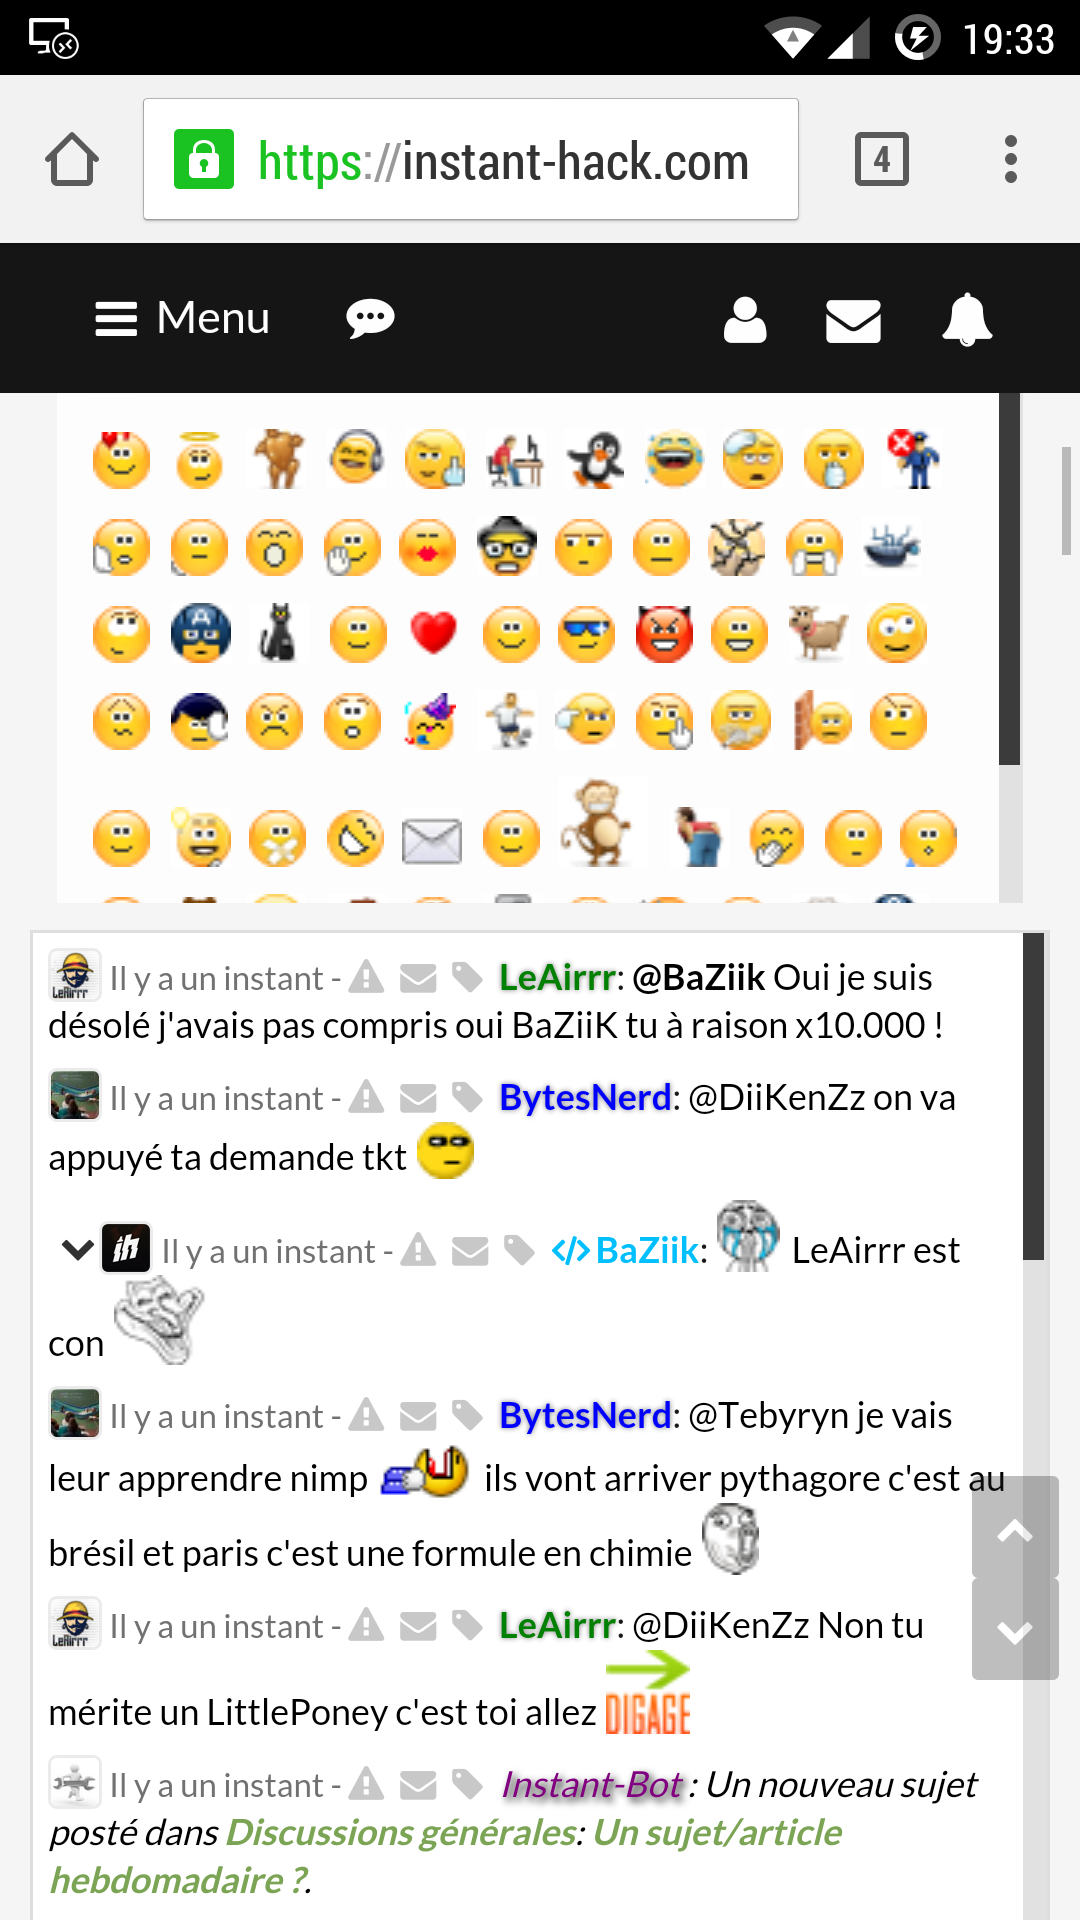 19:33
https://instant-hack.com
4
Menu
Il y a un instant - LeAirrr: @BaZiik Oui je suis
désolé j'avais pas compris oui BaZiiK tu à raison x10.000 !
Il y a un instant - BytesNerd: @DiiKenZz on va
appuyé ta demande tkt
ih Il y a un instant - </> BaZiik: LeAirrr est
con
Il y a un instant - BytesNerd: @Tebyryn je vais
leur apprendre nimp ils vont arriver pythagore c'est au
brésil et paris c'est une formule en chimie
Il y a un instant - LeAirrr: @DiiKenZz Non tu
mérite un LittlePoney c'est toi allez DIGAGE
Il y a un instant - Instant-Bot : Un nouveau sujet
posté dans Discussions générales: Un sujet/article
hebdomadaire ?.